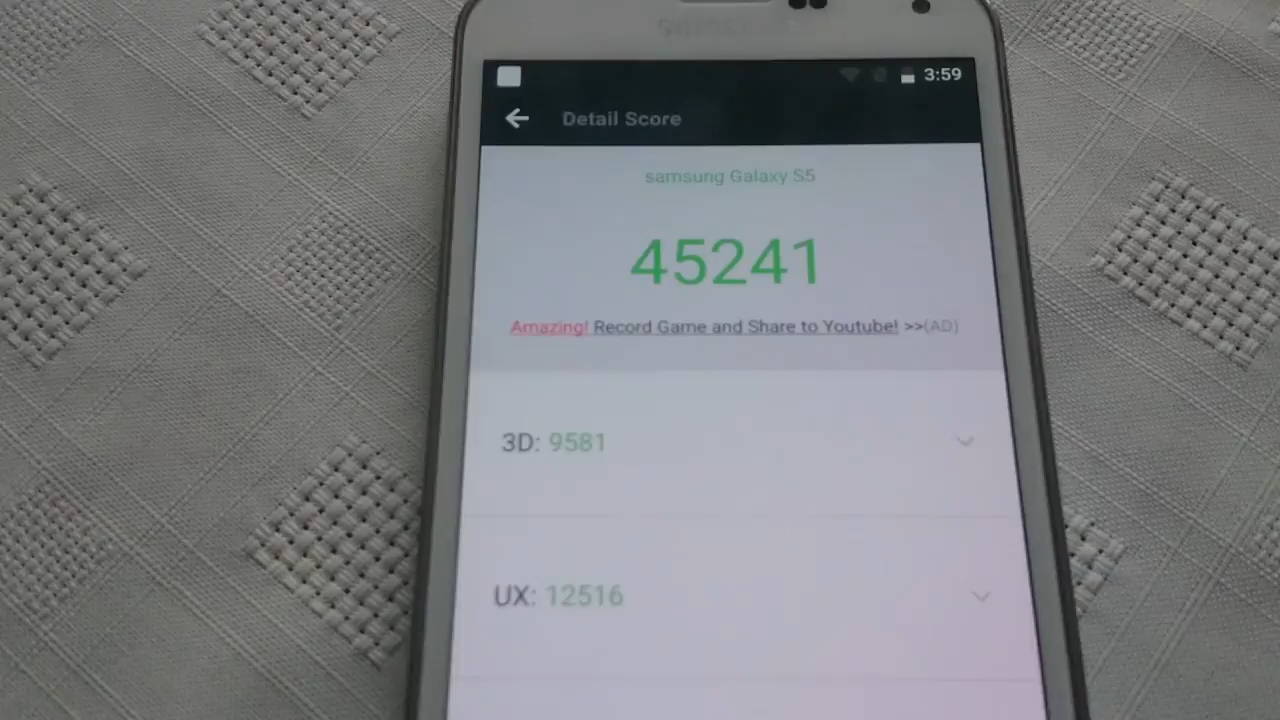 SAMSUNG
3:59
Detail Score
samsung Galaxy S5
45241
Amazing! Record Game and Share to Youtube! >>(AD)
3D: 9581
UX: 12516